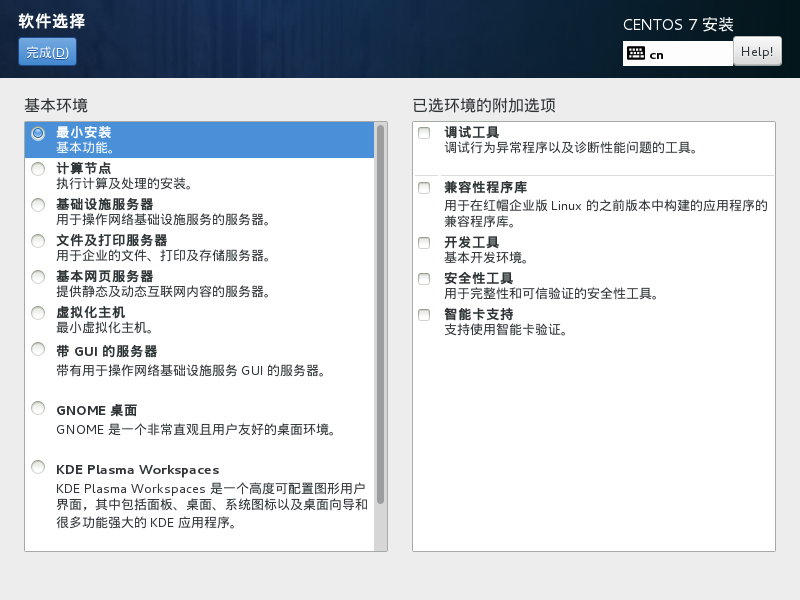 软件选择
完成(D)
CENTOS 7 安装
cn
Help!
基本环境
最小安装
基本功能。
计算节点
执行计算及处理的安装。
基础设施服务器
用于操作网络基础设施服务的服务器。
文件及打印服务器
用于企业的文件、打印及存储服务器。
基本网页服务器
提供静态及动态互联网内容的服务器。
虚拟化主机
最小虚拟化主机。
带 GUI 的服务器
带有用于操作网络基础设施服务 GUI 的服务器。
GNOME 桌面
GNOME 是一个非常直观且用户友好的桌面环境。
KDE Plasma Workspaces
KDE Plasma Workspaces 是一个高度可配置图形用户
界面，其中包括面板、桌面、系统图标以及桌面向导和
很多功能强大的 KDE 应用程序。
已选环境的附加选项
调试工具
调试行为异常程序以及诊断性能问题的工具。
兼容性程序库
用于在红帽企业版 Linux 的之前版本中构建的应用程序的
兼容程序库。
开发工具
基本开发环境。
安全性工具
用于完整性和可信验证的安全性工具。
智能卡支持
支持使用智能卡验证。